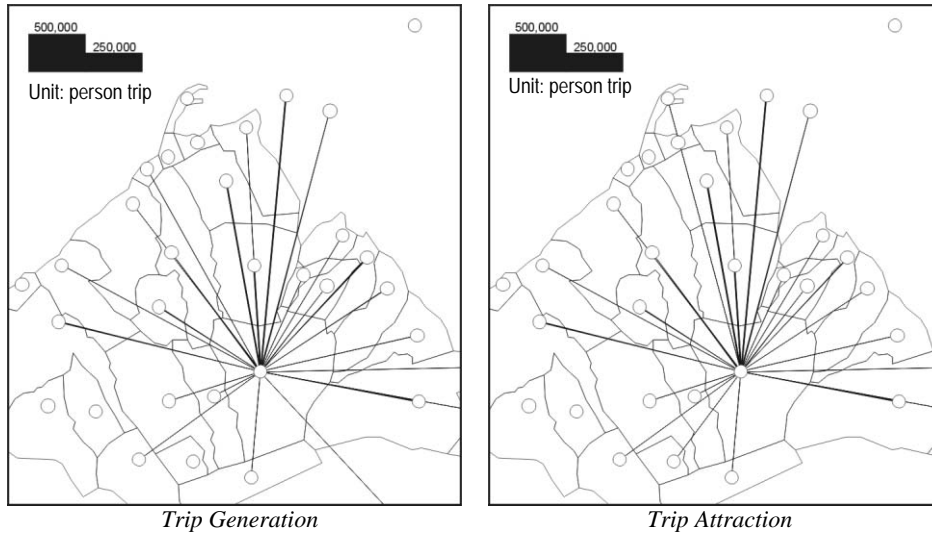 500,000
250,000
Unit: person trip
500,000
250,000
Unit: person trip
Trip Generation
Trip Attraction